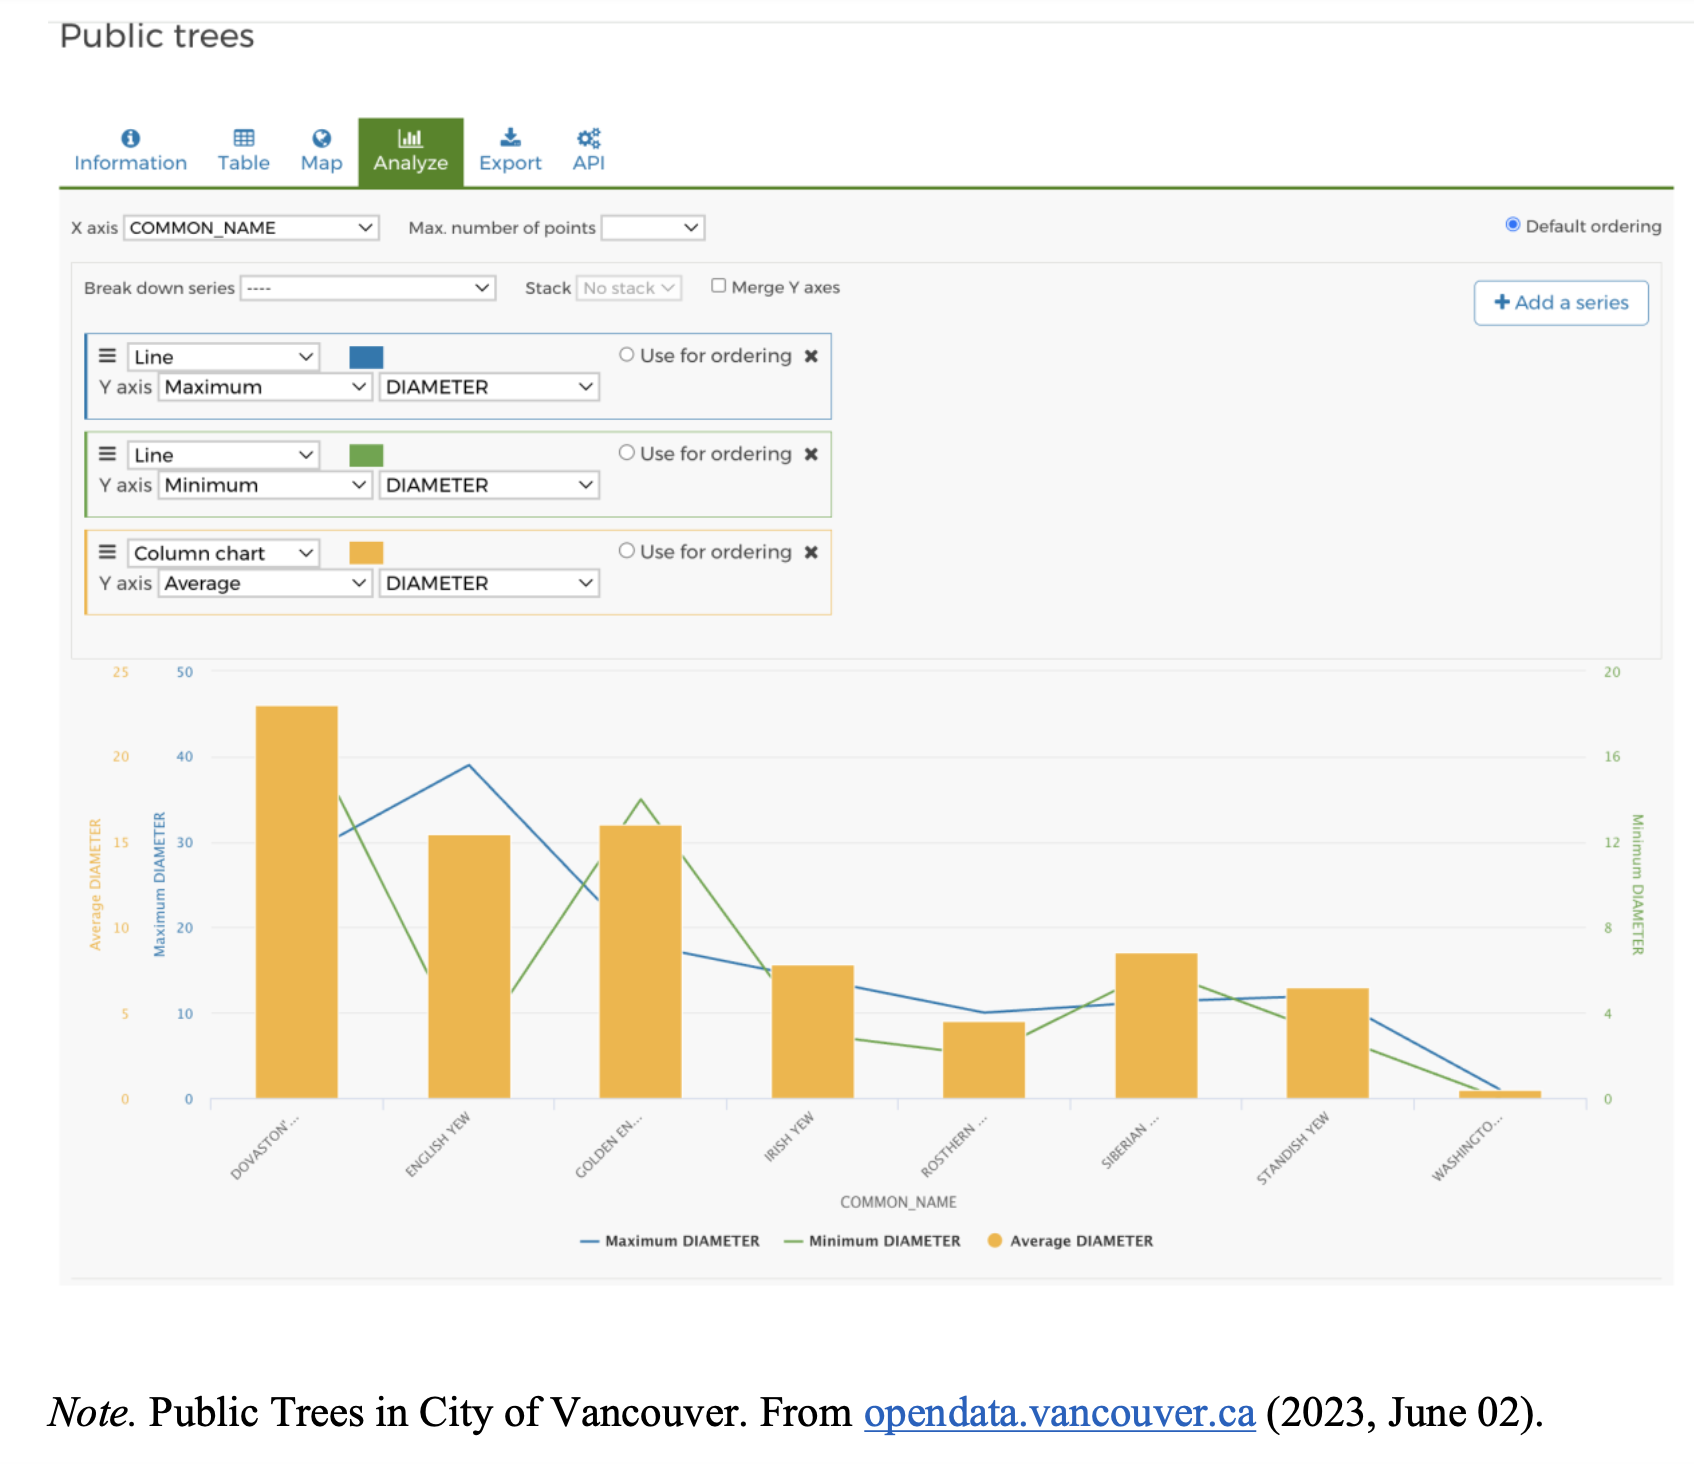 Public trees
Information Table Map Analyze Export API
X axis COMMON_NAME Max. number of points Default ordering
Break down series ---- Stack No stack Merge Y axes
+ Add a series
Line Use for ordering
Y axis Maximum DIAMETER
Line Use for ordering
Y axis Minimum DIAMETER
Column chart Use for ordering
Y axis Average DIAMETER
25 50 20
20 40 16
15 30 12
10 20 8
5 10 4
0 0 0
Average DIAMETER
Maximum DIAMETER
Minimum DIAMETER
DOVASTON'...
ENGLISH YEW
GOLDEN EN...
IRISH YEW
ROSTHERN ...
SIBERIAN ...
STANDISH YEW
WASHINGTO...
COMMON_NAME
Maximum DIAMETER Minimum DIAMETER Average DIAMETER
Note. Public Trees in City of Vancouver. From opendata.vancouver.ca (2023, June 02).